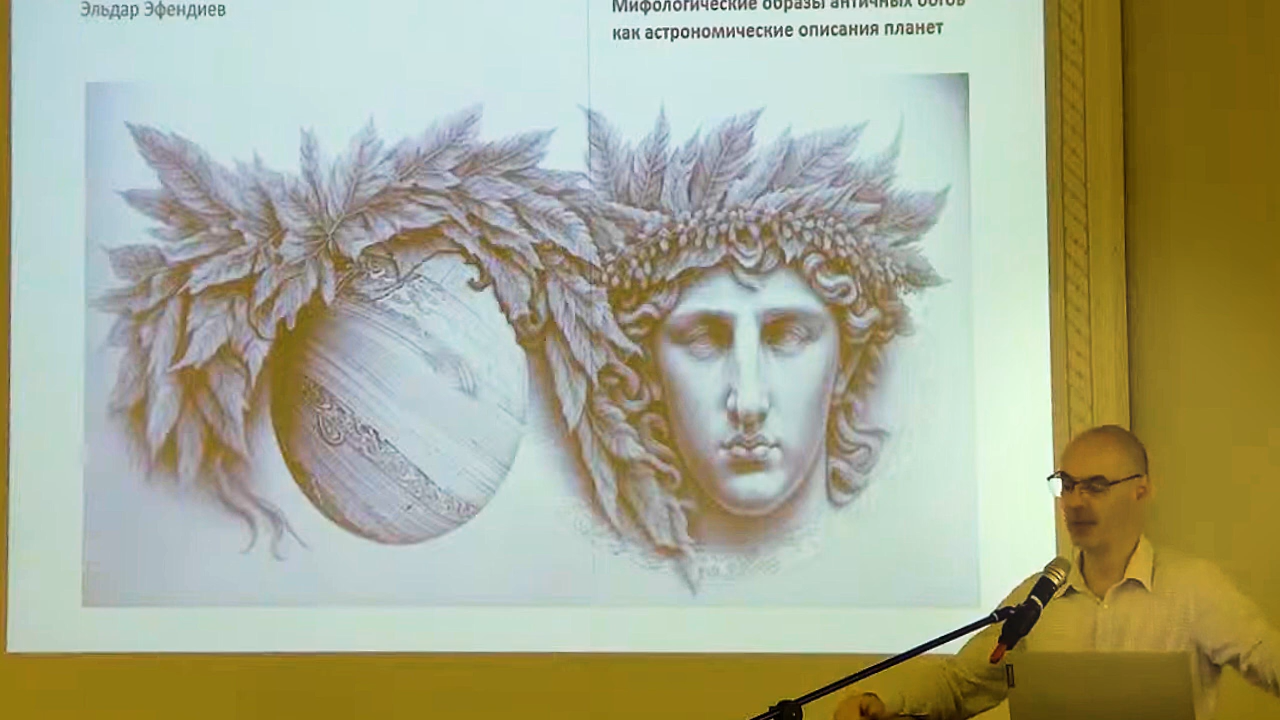 Эльдар Эфендиев
Мифологические образы античных богов
как астрономические описания планет